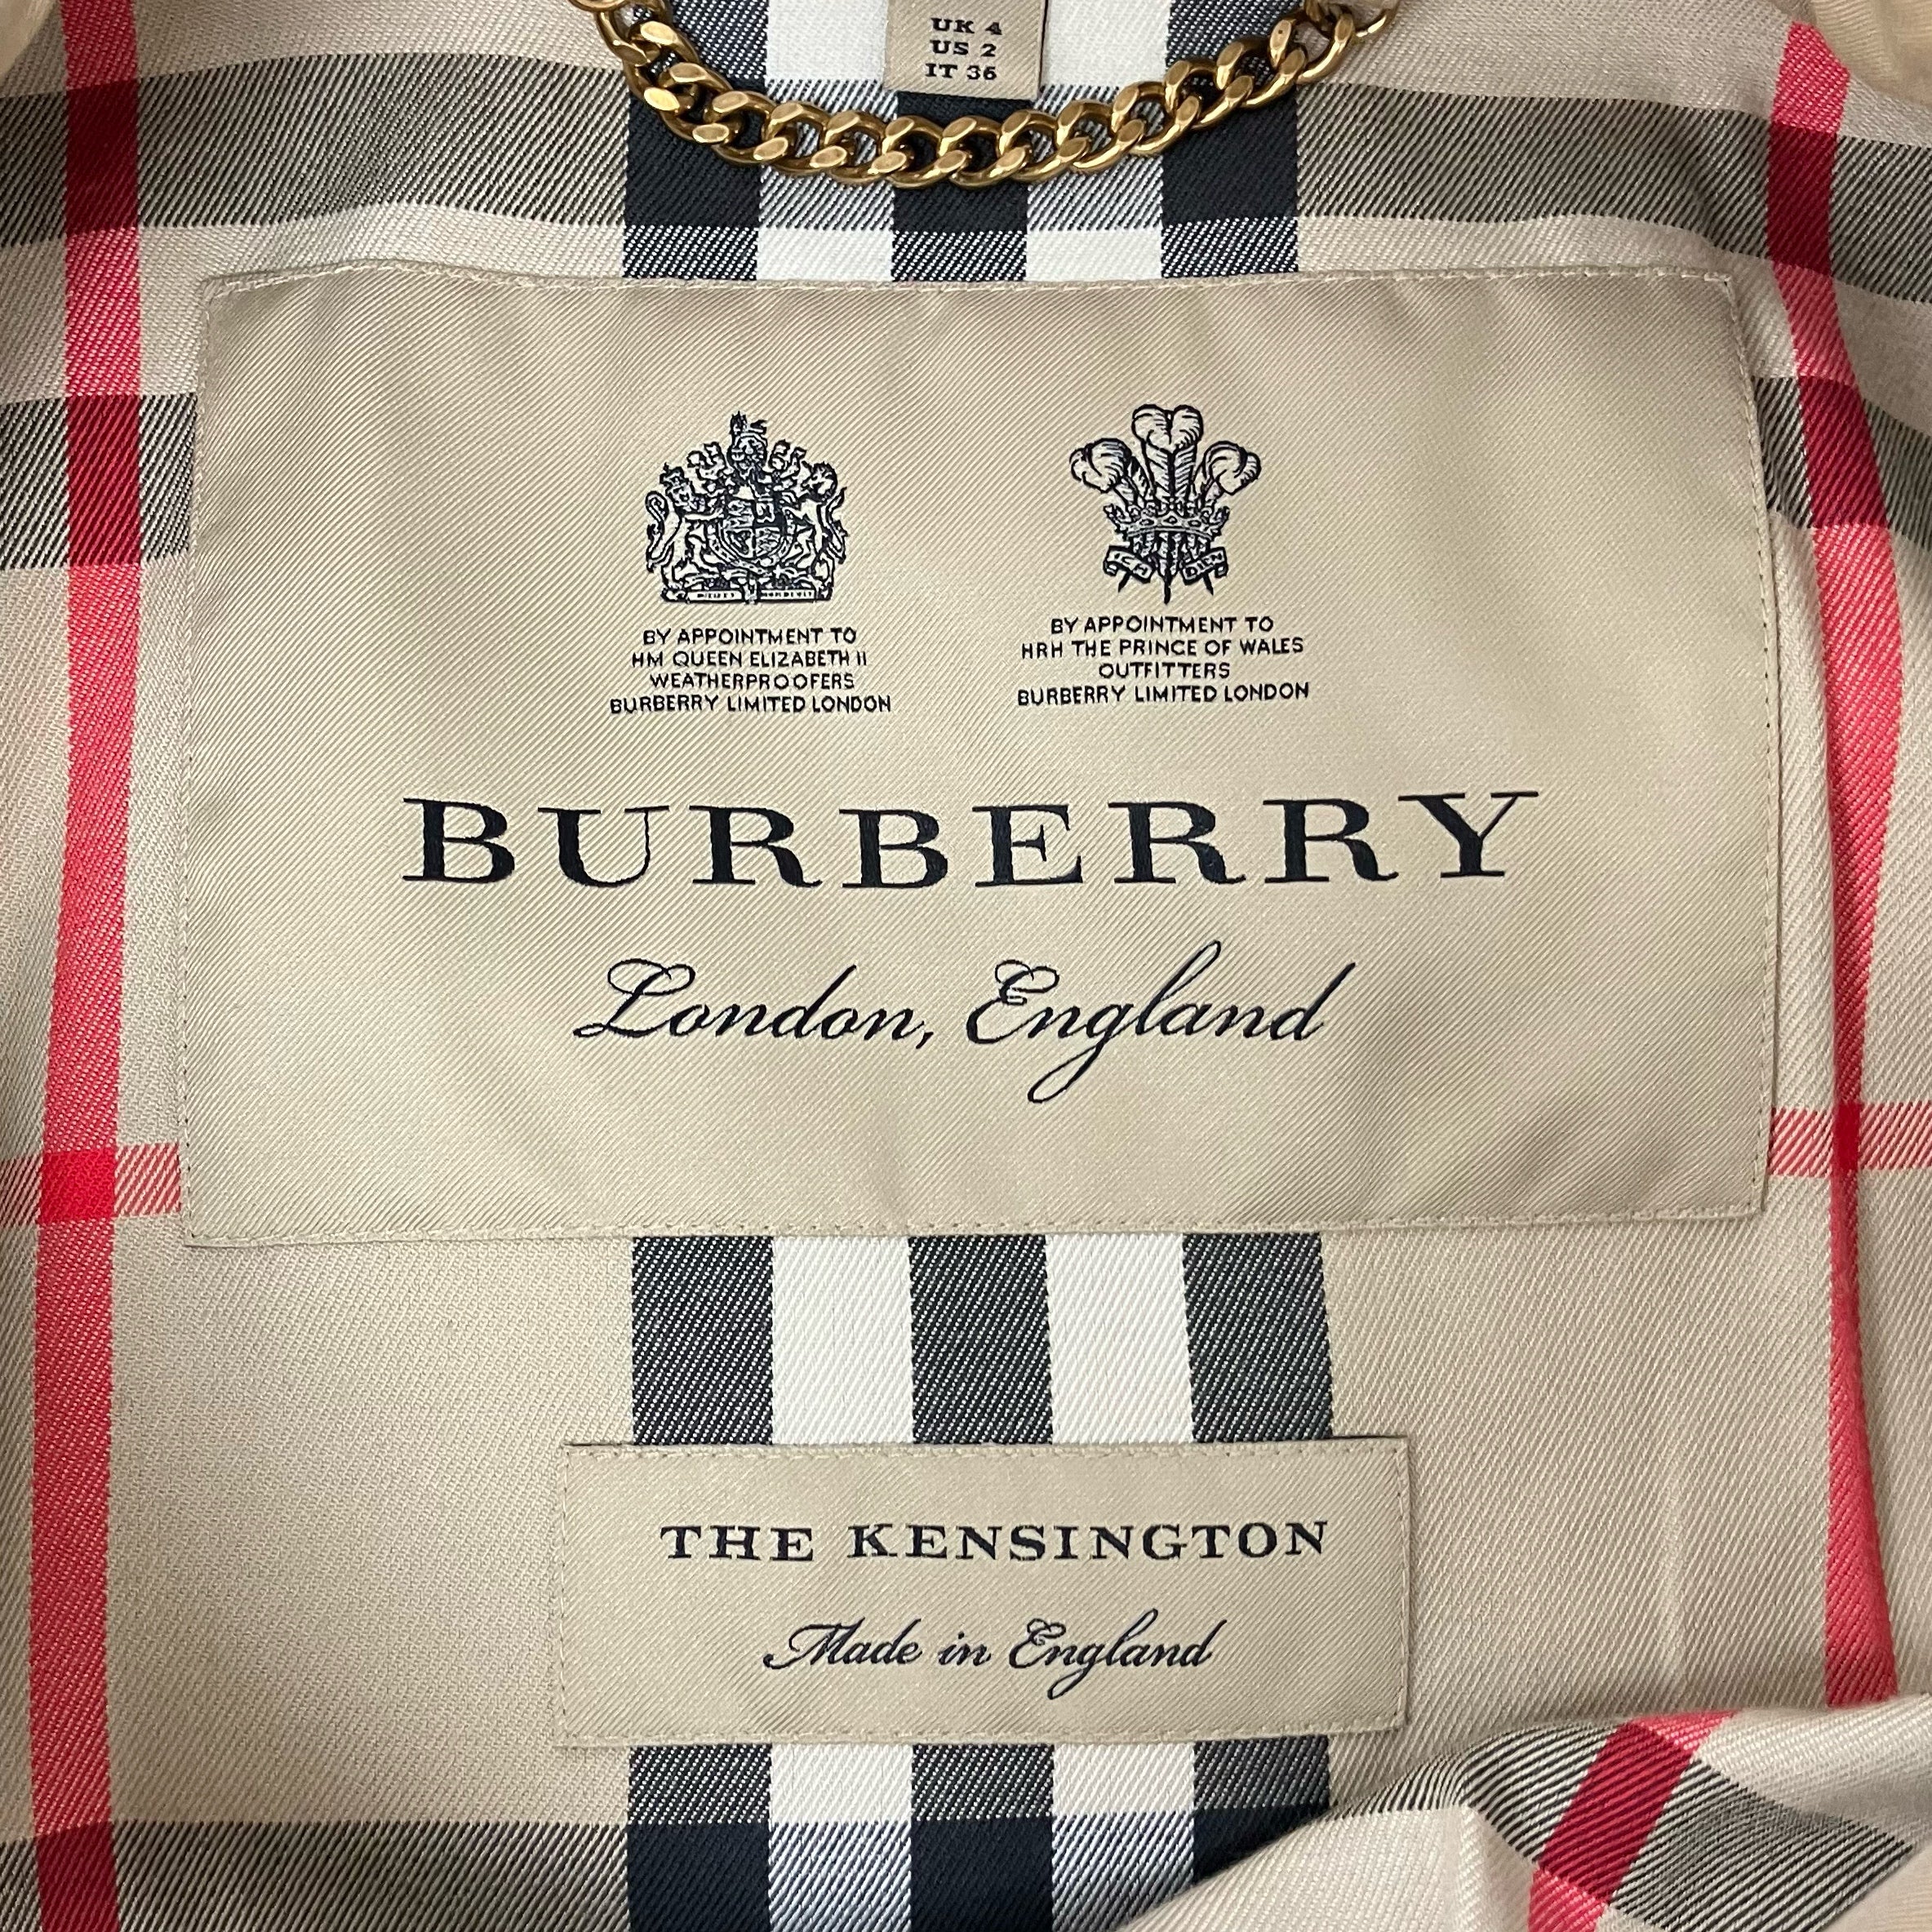 UK 4
US 2
IT 36
BY APPOINTMENT TO
HM QUEEN ELIZABETH II
WEATHERPROOFERS
BURBERRY LIMITED LONDON
BY APPOINTMENT TO
HRH THE PRINCE OF WALES
OUTFITTERS
BURBERRY LIMITED LONDON
BURBERRY
London, England
THE KENSINGTON
Made in England